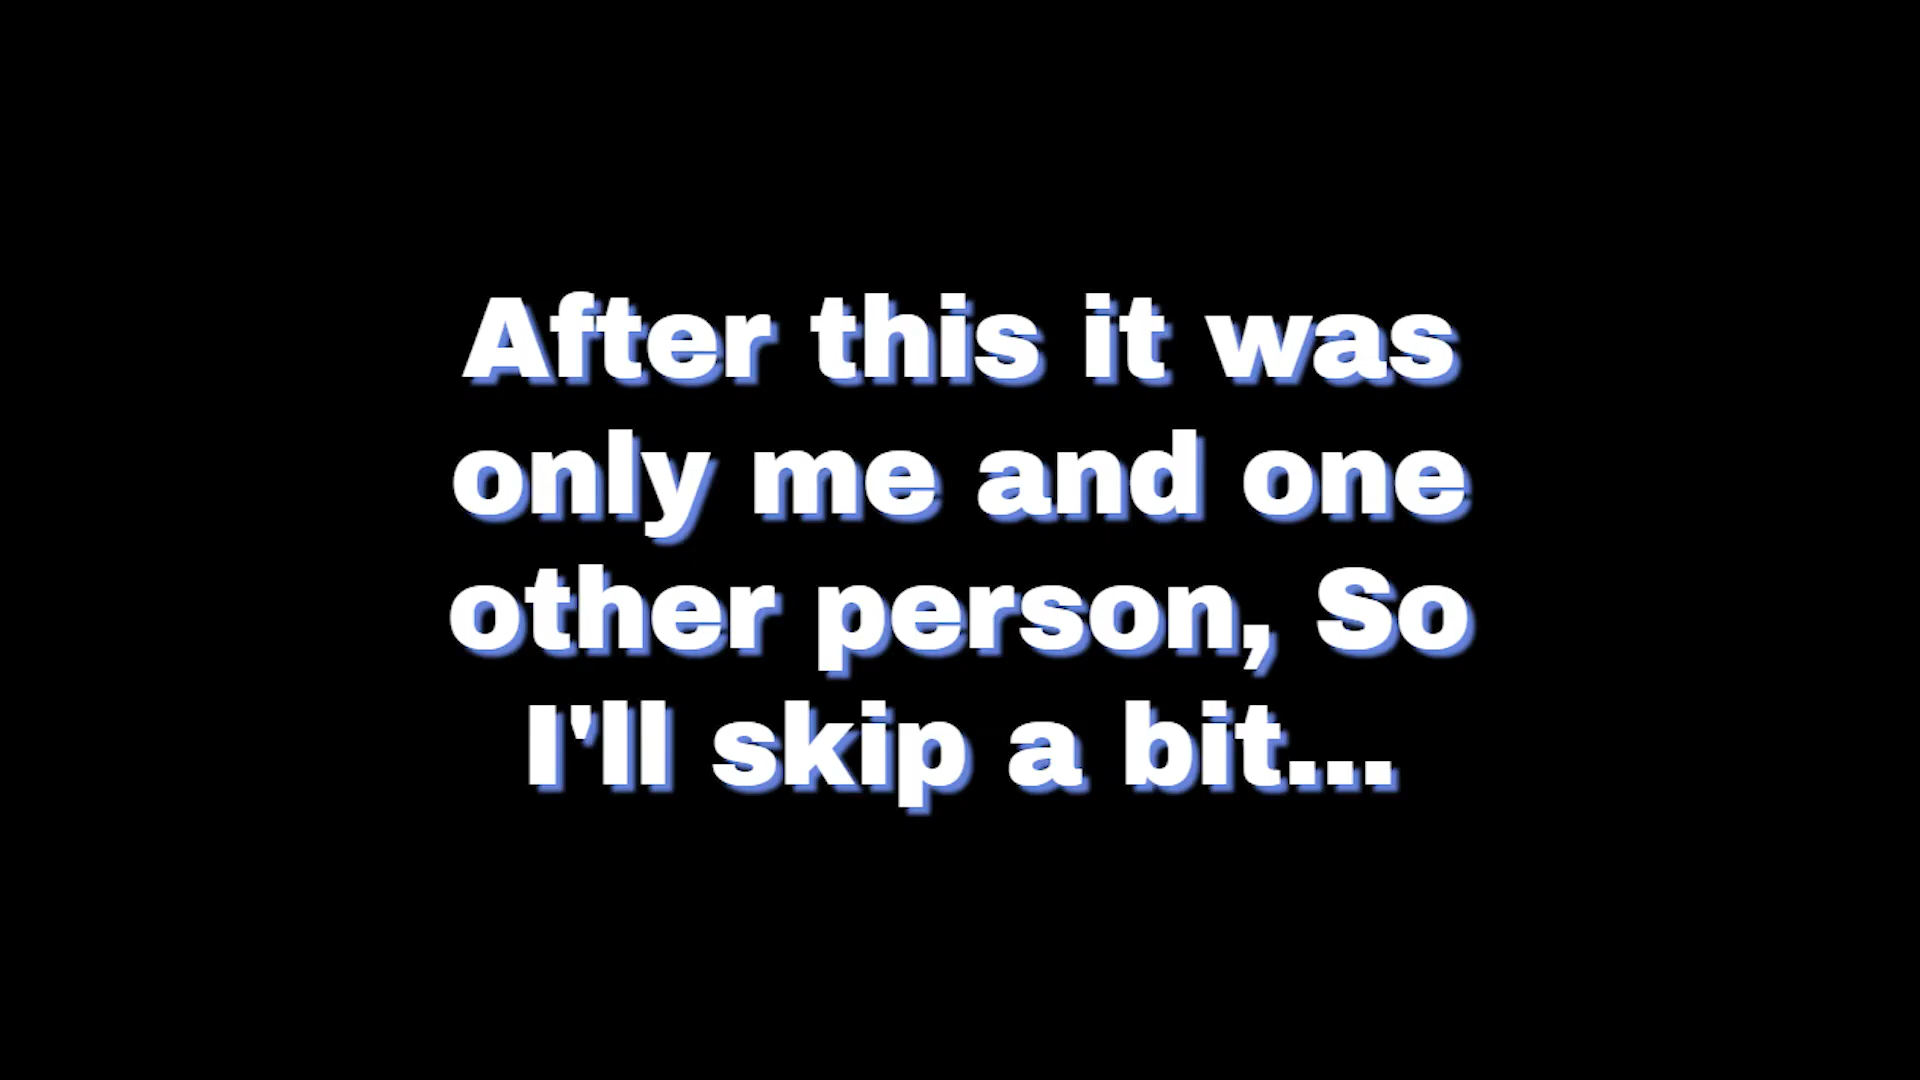 After this it was
only me and one
other person, So
I'll skip a bit...